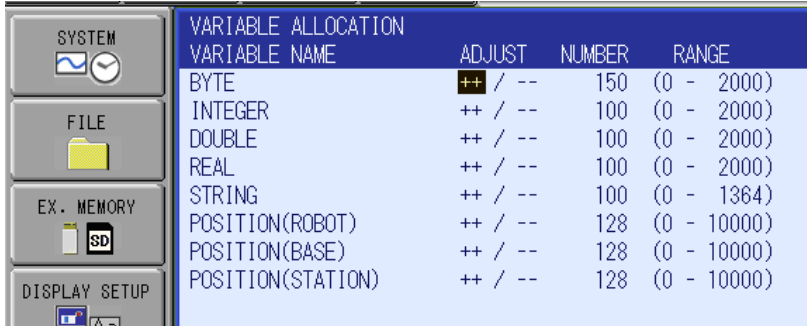 SYSTEM
FILE
EX. MEMORY
SD
DISPLAY SETUP
VARIABLE ALLOCATION
VARIABLE NAME ADJUST NUMBER RANGE
BYTE ++ / -- 150 (0 - 2000)
INTEGER ++ / -- 100 (0 - 2000)
DOUBLE ++ / -- 100 (0 - 2000)
REAL ++ / -- 100 (0 - 2000)
STRING ++ / -- 100 (0 - 1364)
POSITION(ROBOT) ++ / -- 128 (0 - 10000)
POSITION(BASE) ++ / -- 128 (0 - 10000)
POSITION(STATION) ++ / -- 128 (0 - 10000)